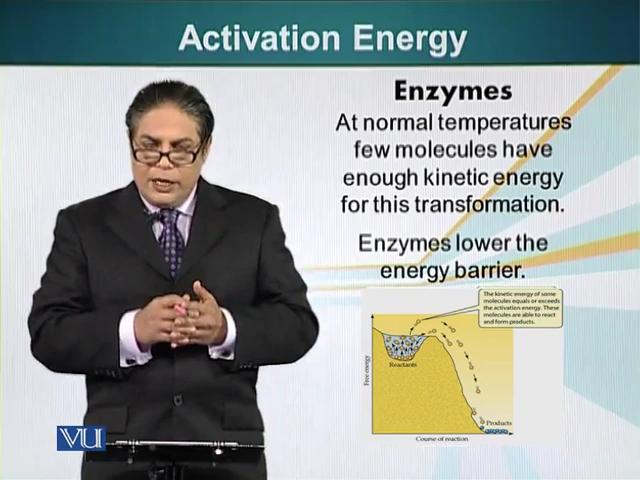 Activation Energy
Enzymes
At normal temperatures
few molecules have
enough kinetic energy
for this transformation.
Enzymes lower the
energy barrier.
The kinetic energy of some
molecules equals or exceeds
the activation energy. These
molecules are able to react
and form products.
Reactants
Free energy
Products
Course of reaction
VU